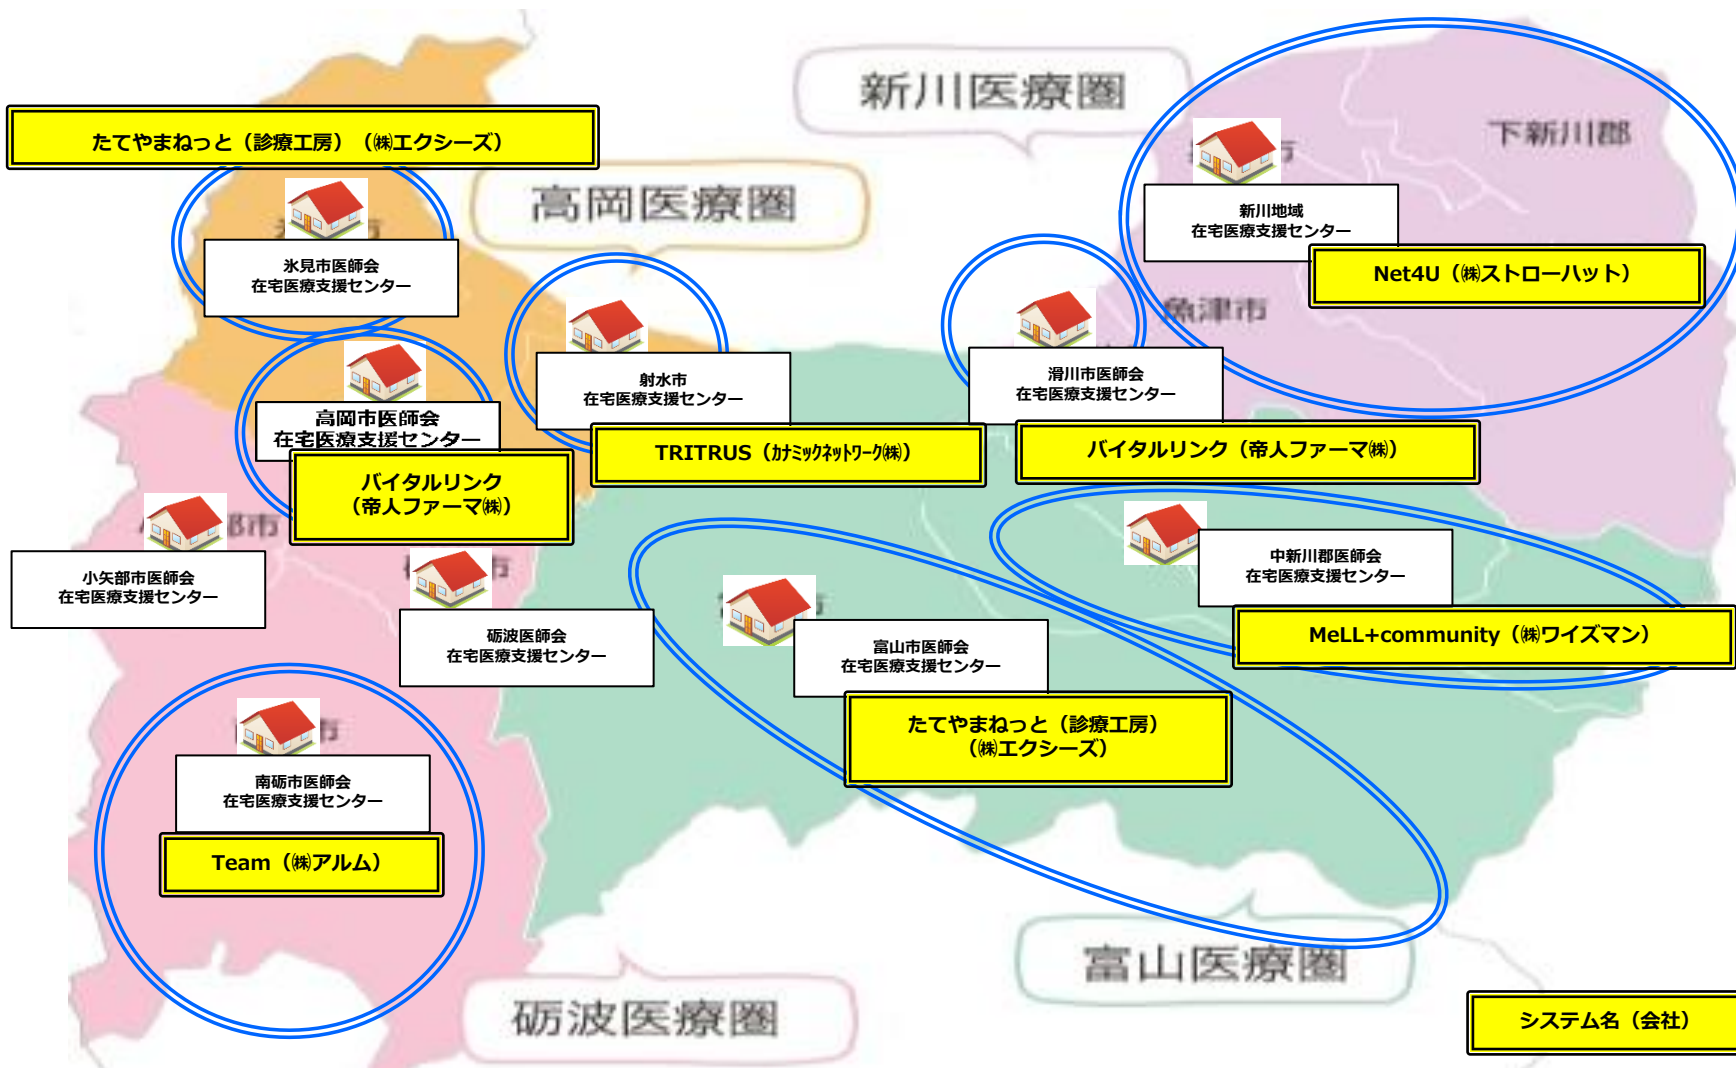 新川医療圏
下新川郡
市
たてやまねっと（診療工房）（㈱エクシーズ）
高岡医療圏
市
新川地域
在宅医療支援センター
氷見市医師会
在宅医療支援センター
Net4U（㈱ストローハット）
魚津市
射水市
在宅医療支援センター
滑川市医師会
在宅医療支援センター
高岡市医師会
在宅医療支援センター
TRITRUS（ｶﾅﾐｯｸﾈｯﾄﾜｰｸ㈱）
バイタルリンク（帝人ファーマ㈱）
バイタルリンク
（帝人ファーマ㈱）
部市
市
小矢部市医師会
在宅医療支援センター
中新川郡医師会
在宅医療支援センター
砺波医師会
在宅医療支援センター
市
富山市医師会
在宅医療支援センター
MeLL+community（㈱ワイズマン）
たてやまねっと（診療工房）
（㈱エクシーズ）
市
南砺市医師会
在宅医療支援センター
Team（㈱アルム）
富山医療圏
砺波医療圏
システム名（会社）